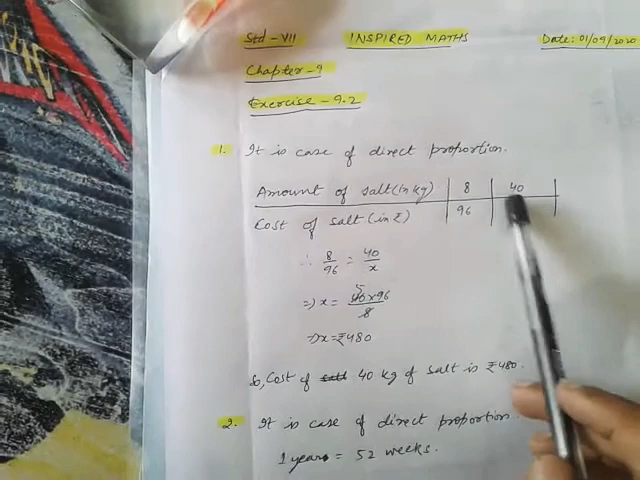 Std - VII INSPIRED MATHS Date: 01/09/2020
Chapter - 9
Exercise - 9.2
1. It is case of direct proportion.
Amount of salt (in kg) | 8 | 40
Cost of salt (in ₹) | 96 |
∴ 8/96 = 40/x
⇒ x = 40 x 96 / 8 5
⇒ x = ₹480
So, Cost of 40 kg of salt is ₹480.
2. It is case of direct proportion.
1 year = 52 weeks.